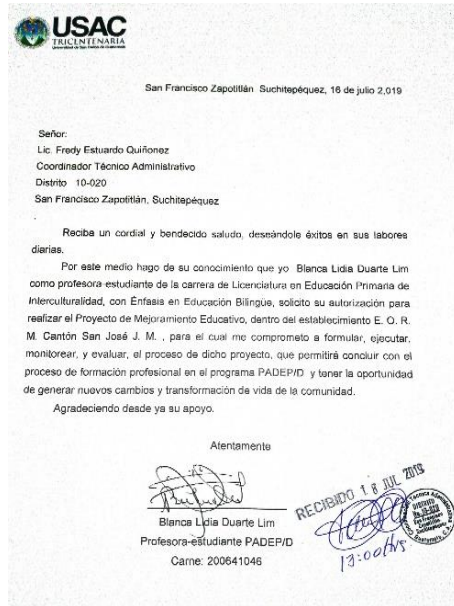 USAC
TRICENTENARIA
Universidad de San Carlos de Guatemala
San Francisco Zapotitlán Suchitepéquez, 16 de julio 2,019
Señor:
Lic. Fredy Estuardo Quiñonez
Coordinador Técnico Administrativo
Distrito 10-020
San Francisco Zapotitlán, Suchitepéquez
Reciba un cordial y bendecido saludo, deseándole éxitos en sus labores
diarias.
Por este medio hago de su conocimiento que yo Blanca Lidia Duarte Lim
como profesora-estudiante de la carrera de Licenciatura en Educación Primaria de
Interculturalidad, con Énfasis en Educación Bilingüe, solicito su autorización para
realizar el Proyecto de Mejoramiento Educativo, dentro del establecimiento E. O. R.
M. Cantón San José J. M. , para el cual me comprometo a formular, ejecutar,
monitorear, y evaluar, el proceso de dicho proyecto, que permitirá concluir con el
proceso de formación profesional en el programa PADEP/D y tener la oportunidad
de generar nuevos cambios y transformación de vida de la comunidad.
Agradeciendo desde ya su apoyo.
Atentamente
Blanca Lidia Duarte Lim
Profesora-estudiante PADEP/D
Carne: 200641046
RECIBIDO 18 JUL 2019
13:00 Hrs